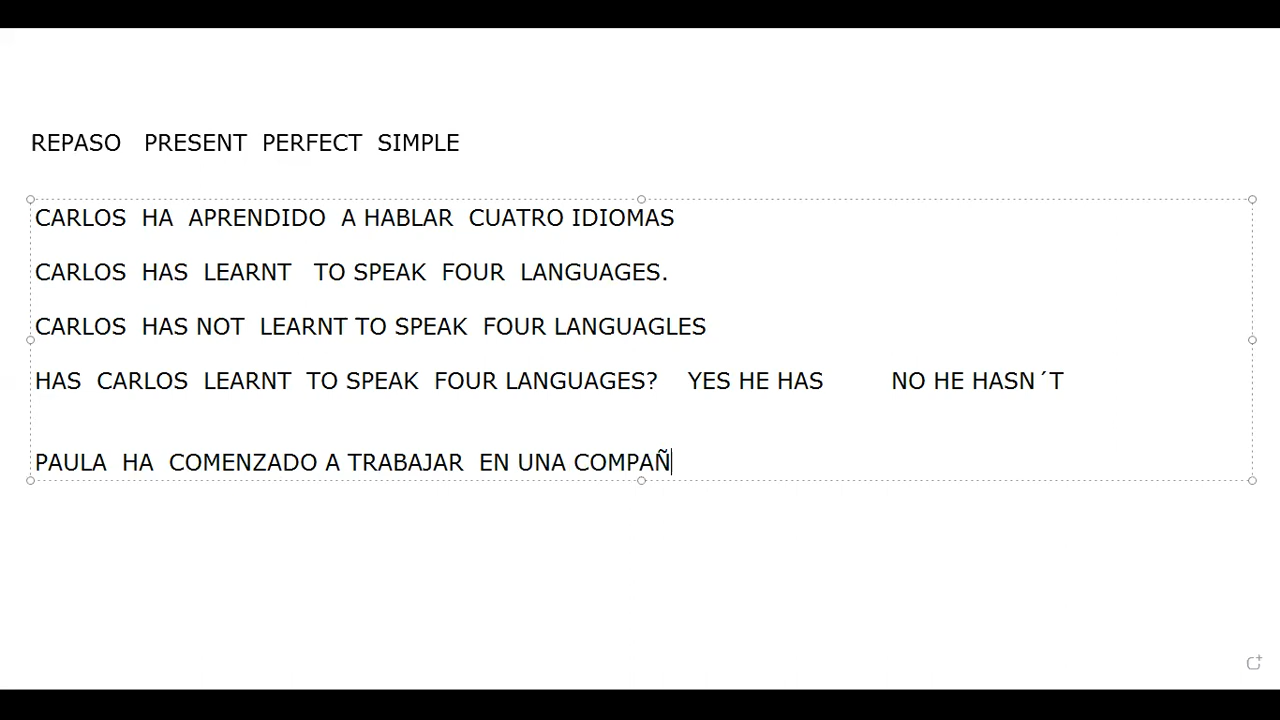 REPASO PRESENT PERFECT SIMPLE
CARLOS HA APRENDIDO A HABLAR CUATRO IDIOMAS
CARLOS HAS LEARNT TO SPEAK FOUR LANGUAGES.
CARLOS HAS NOT LEARNT TO SPEAK FOUR LANGUAGLES
HAS CARLOS LEARNT TO SPEAK FOUR LANGUAGES? YES HE HAS NO HE HASN´T
PAULA HA COMENZADO A TRABAJAR EN UNA COMPAÑ